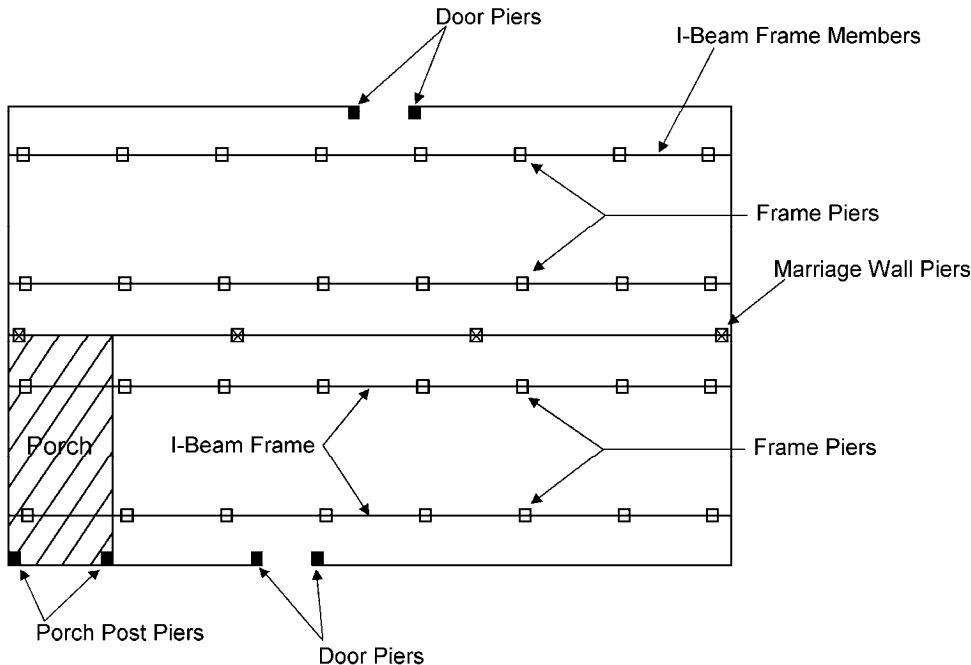 Door Piers
I-Beam Frame Members
Frame Piers
Marriage Wall Piers
Porch
I-Beam Frame
Frame Piers
Porch Post Piers
Door Piers